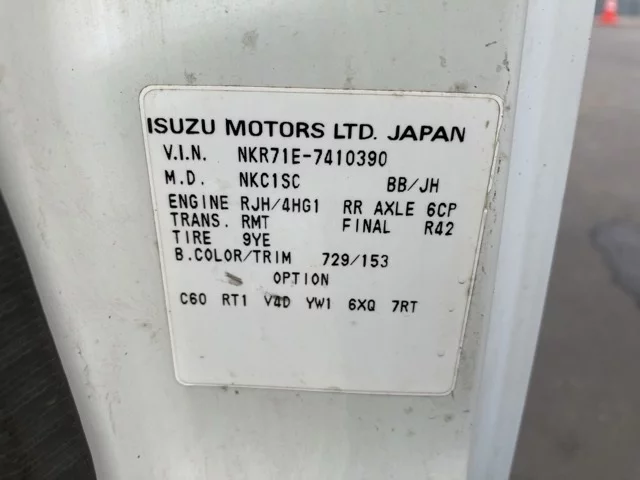 ISUZU MOTORS LTD. JAPAN
V.I.N. NKR71E-7410390
M.D. NKC1SC BB/JH
ENGINE RJH/4HG1 RR AXLE 6CP
TRANS. RMT FINAL R42
TIRE 9YE
B.COLOR/TRIM 729/153
OPTION
C60 RT1 V4D YW1 6XQ 7RT